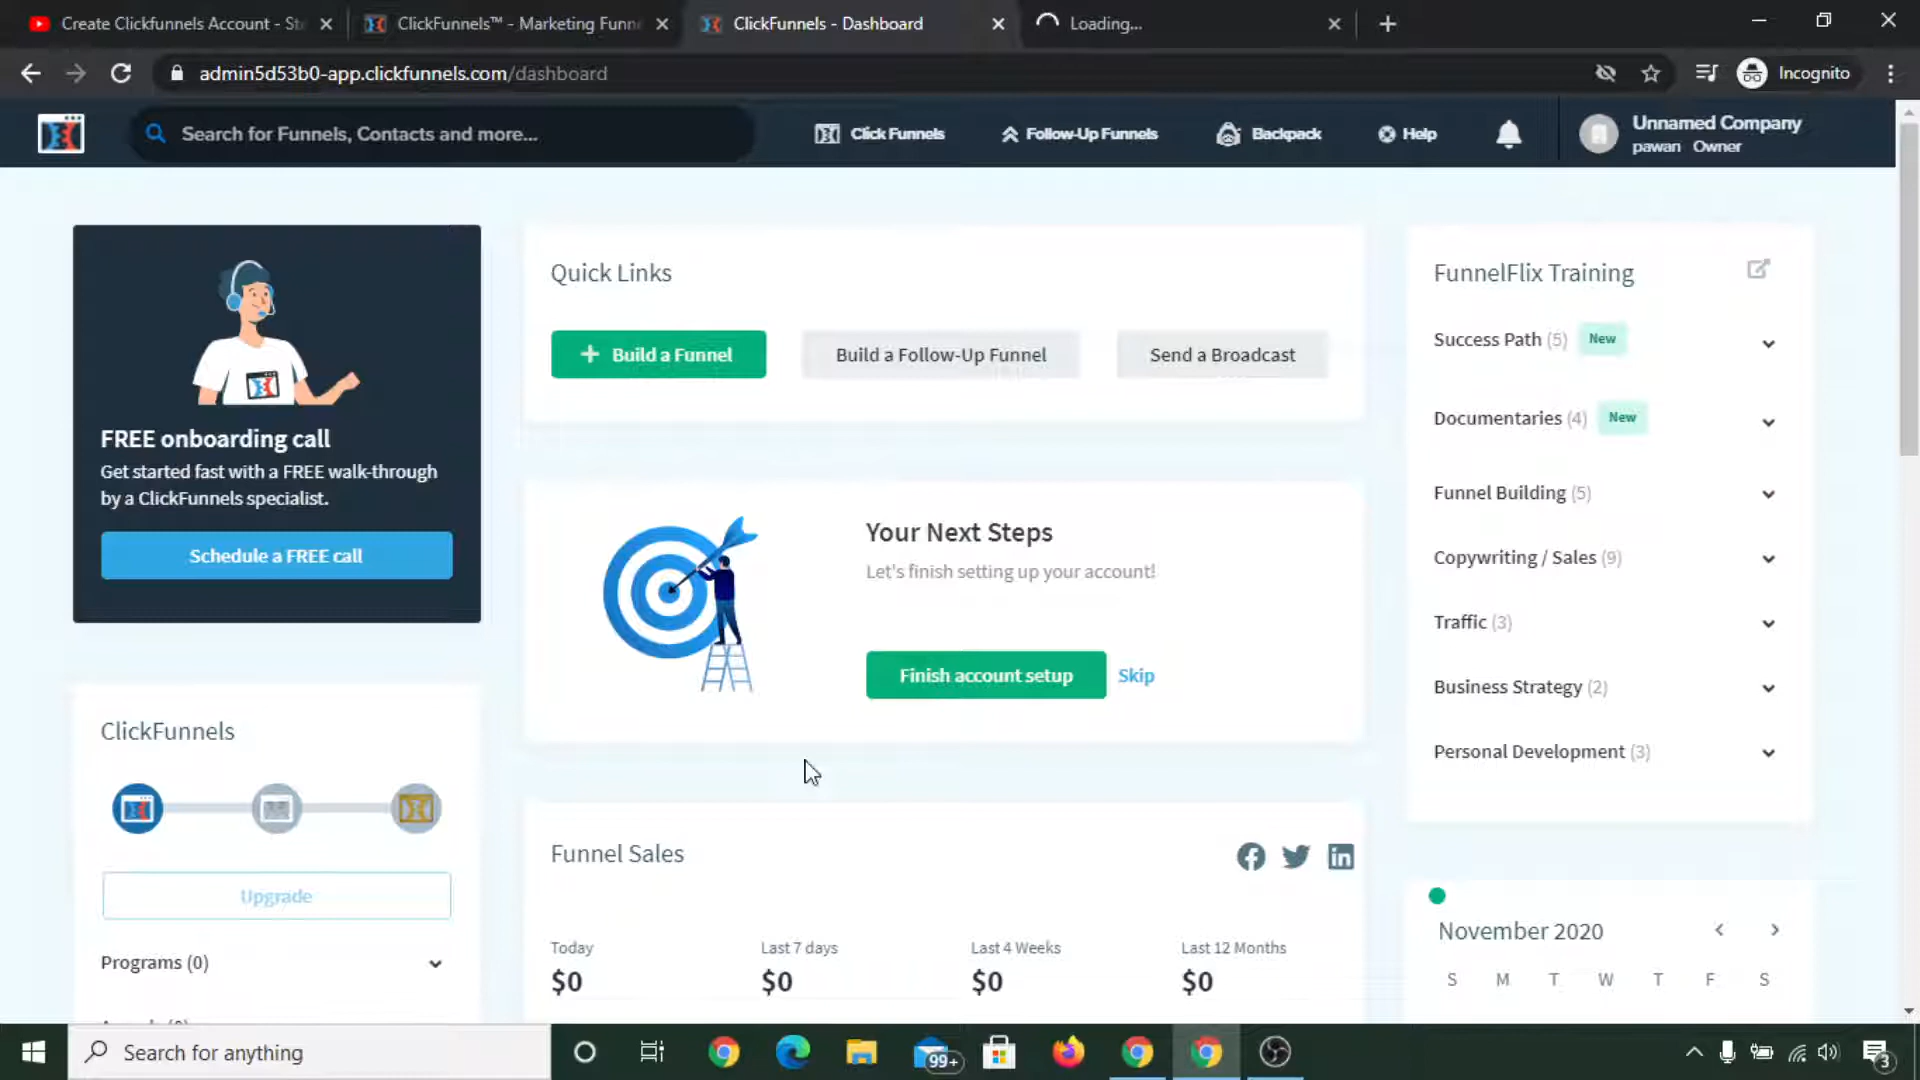 Create Clickfunnels Account - St
ClickFunnels™ - Marketing Funn
ClickFunnels - Dashboard
Loading...
admin5d53b0-app.clickfunnels.com/dashboard
Incognito
Search for Funnels, Contacts and more...
Click Funnels
Follow-Up Funnels
Backpack
Help
Unnamed Company
pawan Owner
FREE onboarding call
Get started fast with a FREE walk-through
by a ClickFunnels specialist.
Schedule a FREE call
Quick Links
+ Build a Funnel
Build a Follow-Up Funnel
Send a Broadcast
Your Next Steps
Let's finish setting up your account!
Finish account setup
Skip
FunnelFlix Training
Success Path (5) New
Documentaries (4) New
Funnel Building (5)
Copywriting / Sales (9)
Traffic (3)
Business Strategy (2)
Personal Development (3)
ClickFunnels
Upgrade
Programs (0)
Funnel Sales
Today
$0
Last 7 days
$0
Last 4 Weeks
$0
Last 12 Months
$0
November 2020
S M T W T F S
Search for anything
99+
3